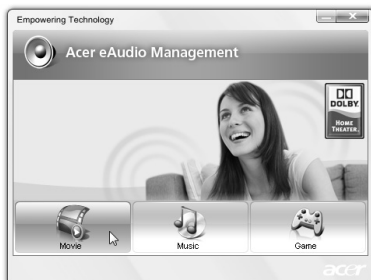 Empowering Technology
Acer eAudio Management
DOLBY
HOME
THEATER
Movie
Music
Game
acer